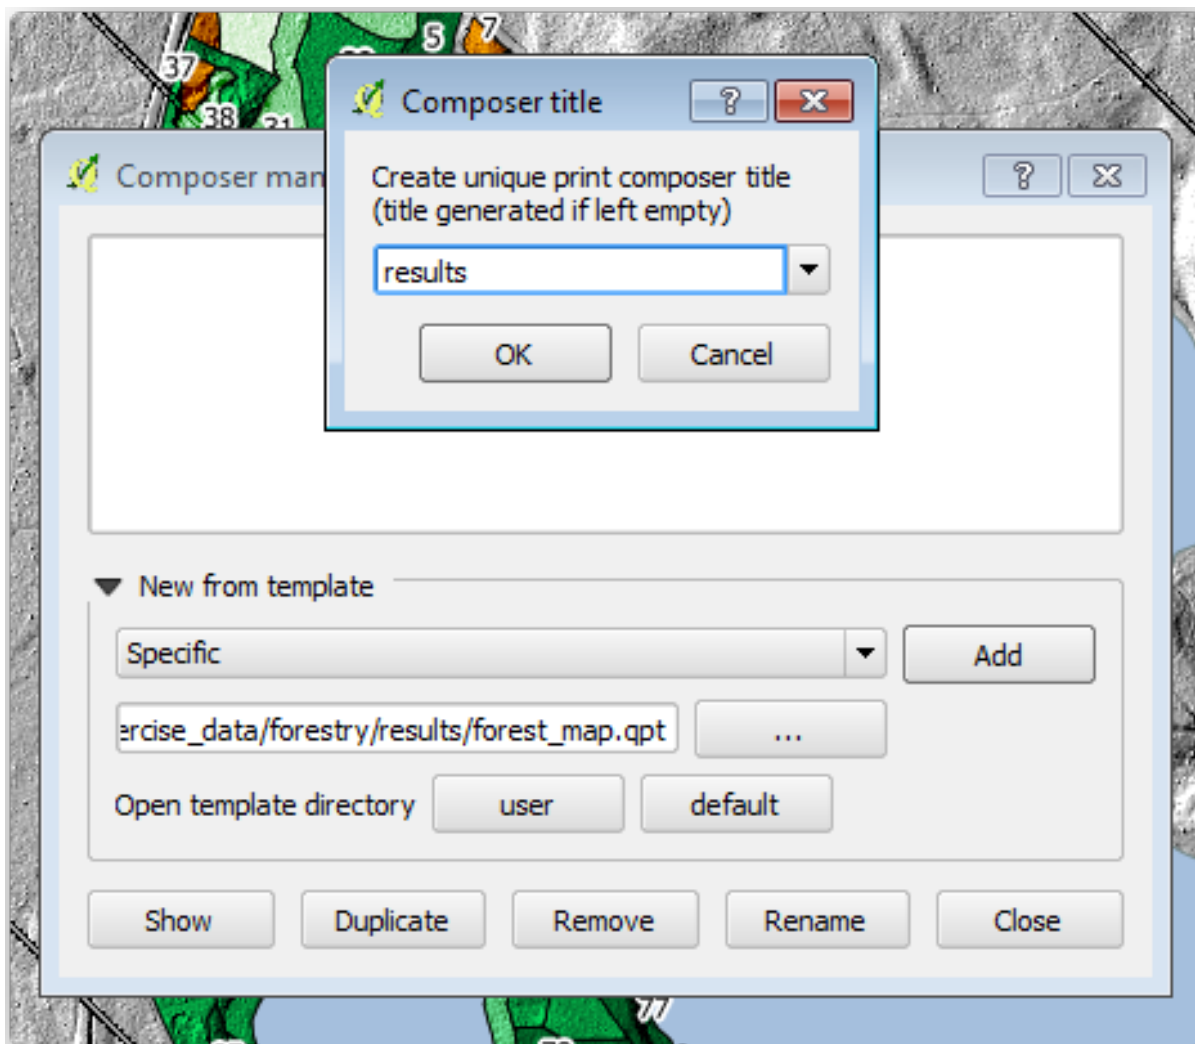 5
7
37
38
31
Composer title
?
Composer man
?
Create unique print composer title
(title generated if left empty)
results
OK
Cancel
New from template
Specific
Add
ercise_data/forestry/results/forest_map.qpt
...
Open template directory
user
default
Show
Duplicate
Remove
Rename
Close